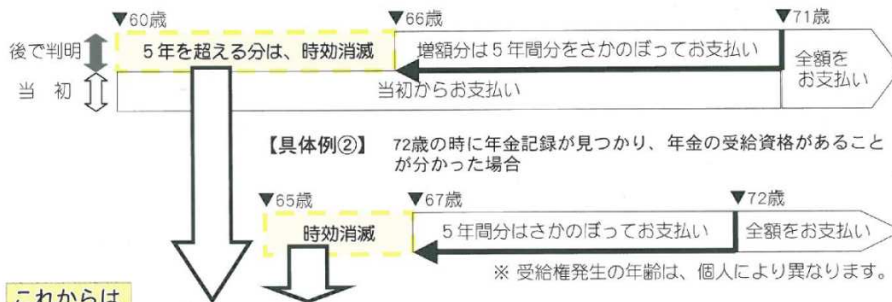 ▼60歳 ▼66歳 ▼71歳
後で判明 5年を超える分は、時効消滅 増額分は5年間分をさかのぼってお支払い 全額を
お支払い
当 初 当初からお支払い
【具体例②】 72歳の時に年金記録が見つかり、年金の受給資格があること
が分かった場合
▼65歳 ▼67歳 ▼72歳
時効消滅 5年間分はさかのぼってお支払い 全額をお支払い
※ 受給権発生の年齢は、個人により異なります。
これからは